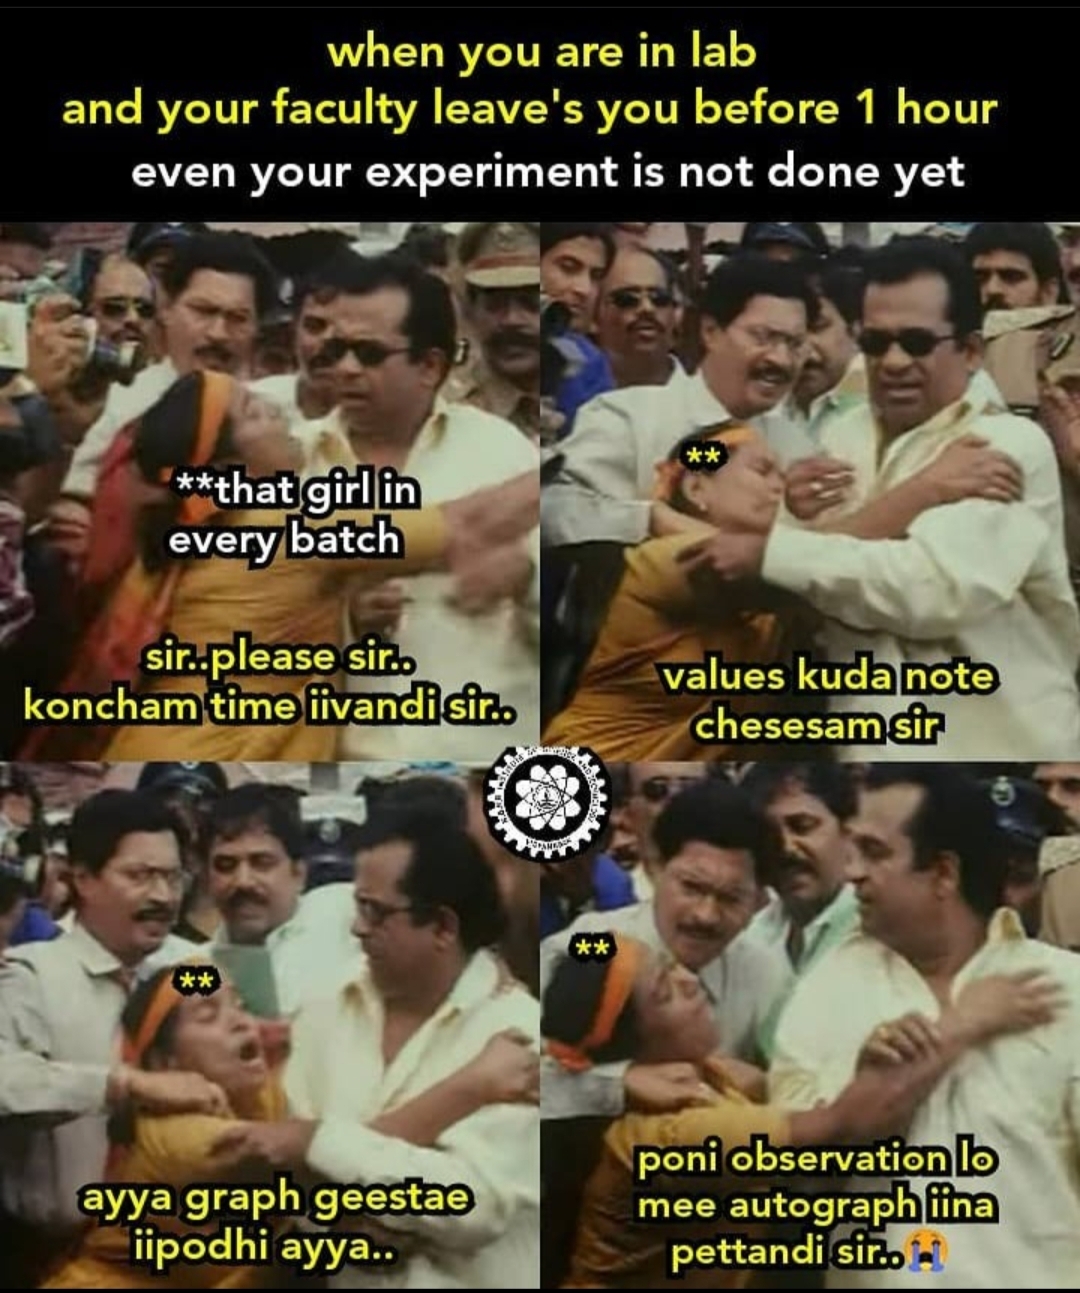 when you are in lab
and your faculty leave's you before 1 hour
even your experiment is not done yet
**that girl in
every batch
sir..please sir..
koncham time iivandi sir..
**
values kuda note
chesesam sir
**
ayya graph geestae
iipodhi ayya..
**
poni observation lo
mee autograph iina
pettandi sir..😭